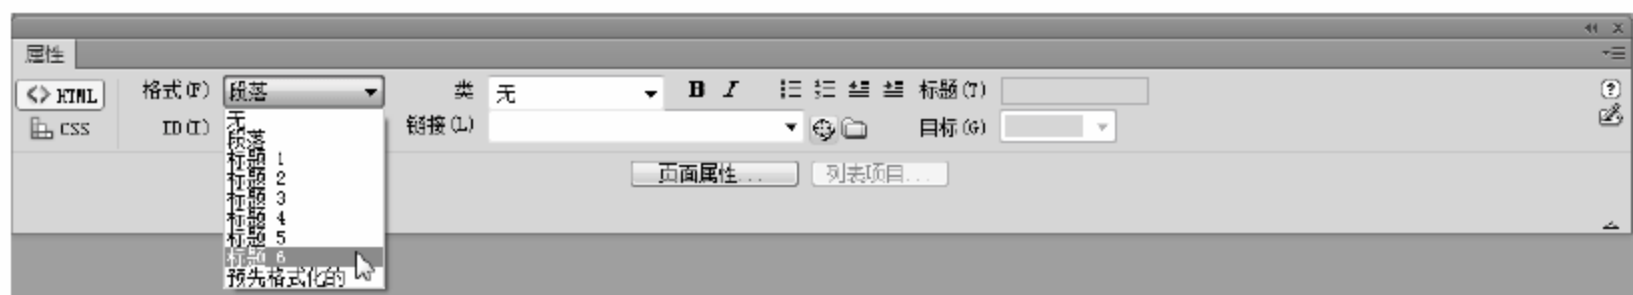 属性
<> HTML 格式(F) 段落 类 无 B I 标题(T)
CSS ID(I) 链接(L) 目标(G)
无
段落
标题 1
标题 2
标题 3
标题 4
标题 5
标题 6
预先格式化的
页面属性... 列表项目...